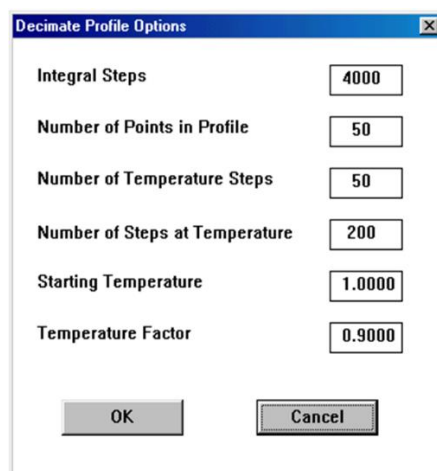 Decimate Profile Options
Integral Steps 4000
Number of Points in Profile 50
Number of Temperature Steps 50
Number of Steps at Temperature 200
Starting Temperature 1.0000
Temperature Factor 0.9000
OK Cancel